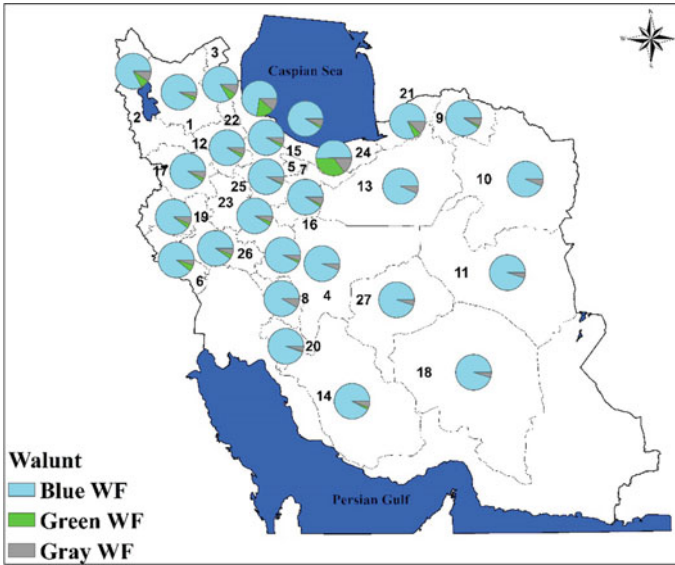 N
W
E
S
3
Caspian Sea
21
2
1
22
9
12
15
24
17
5
7
13
10
25
23
19
16
26
11
6
8
4
27
20
18
14
Walunt
Blue WF
Green WF
Gray WF
Persian Gulf